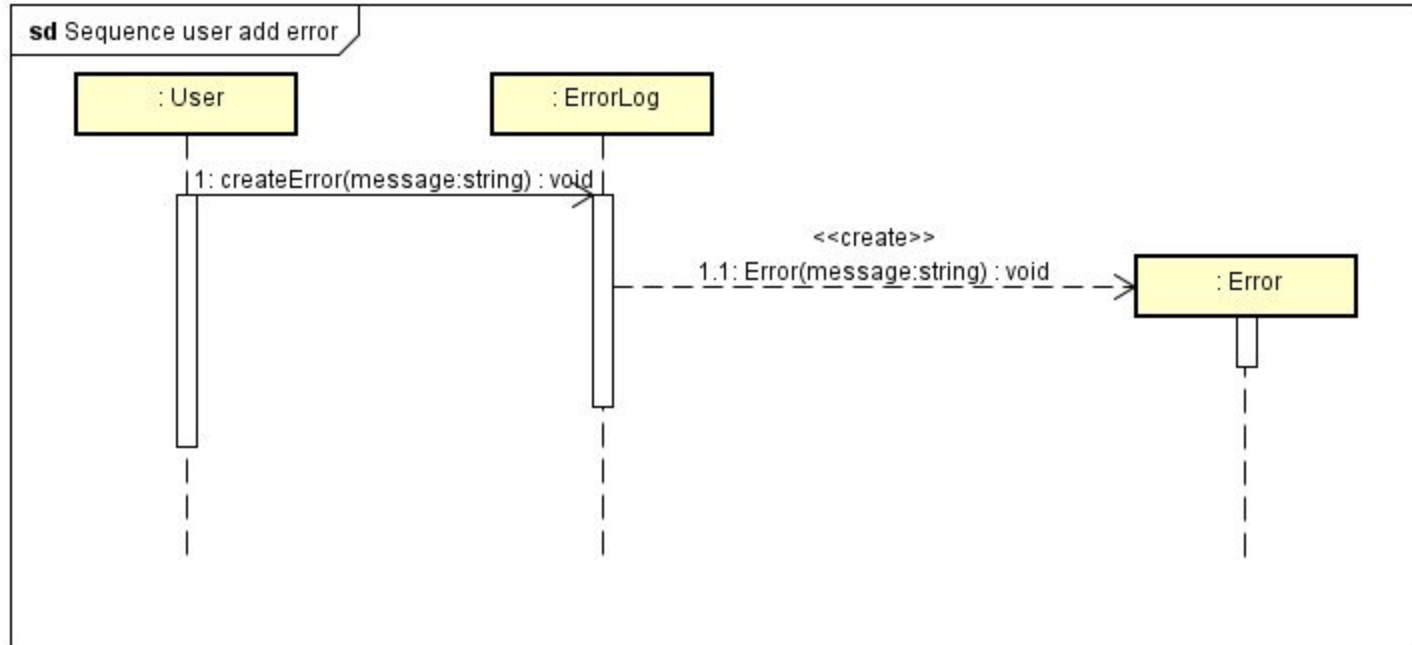 sd Sequence user add error
: User
: ErrorLog
1: createError(message:string) : void
<<create>>
1.1: Error(message:string) : void
: Error